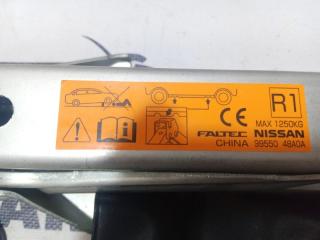 R1
MAX 1250KG
CE
FALTEC NISSAN
CHINA 99550 4BA0A